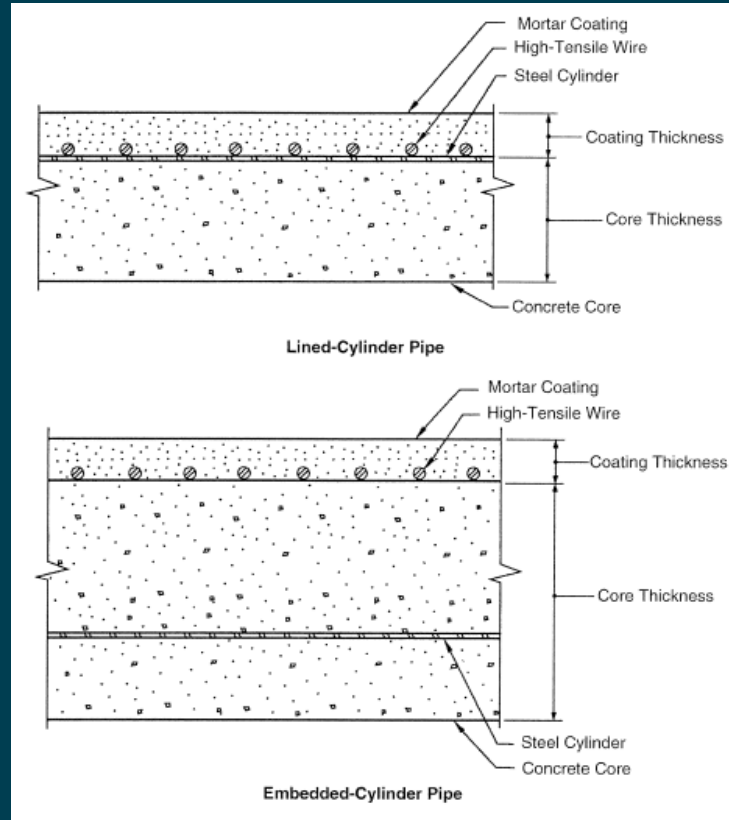 Mortar Coating
High-Tensile Wire
Steel Cylinder
Coating Thickness
Core Thickness
Concrete Core
Lined-Cylinder Pipe
Mortar Coating
High-Tensile Wire
Coating Thickness
Core Thickness
Steel Cylinder
Concrete Core
Embedded-Cylinder Pipe